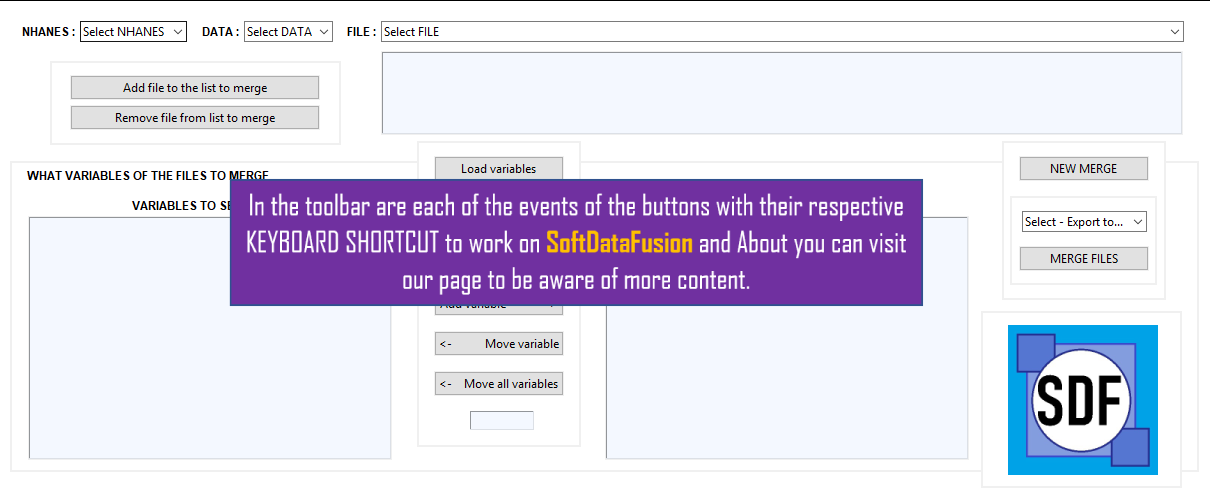 NHANES : Select NHANES DATA : Select DATA FILE : Select FILE
Add file to the list to merge
Remove file from list to merge
Load variables
NEW MERGE
WHAT VARIABLES OF THE FILES TO MERGE
VARIABLES TO SE
In the toolbar are each of the events of the buttons with their respective
KEYBOARD SHORTCUT to work on SoftDataFusion and About you can visit
our page to be aware of more content.
Select - Export to...
MERGE FILES
<- Move variable
<- Move all variables
SDF